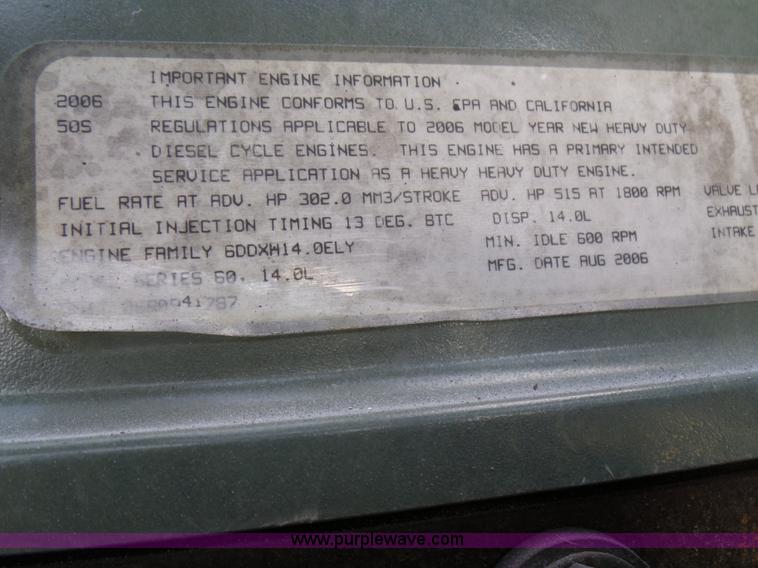 IMPORTANT ENGINE INFORMATION
2006 THIS ENGINE CONFORMS TO U.S. EPA AND CALIFORNIA
50S REGULATIONS APPLICABLE TO 2006 MODEL YEAR NEW HEAVY DUTY
DIESEL CYCLE ENGINES. THIS ENGINE HAS A PRIMARY INTENDED
SERVICE APPLICATION AS A HEAVY HEAVY DUTY ENGINE.
FUEL RATE AT ADV. HP 302.0 MM3/STROKE ADV. HP 515 AT 1800 RPM VALVE
INITIAL INJECTION TIMING 13 DEG. BTC DISP. 14.0L EXHAUST
ENGINE FAMILY 6DDXH14.0ELY MIN. IDLE 600 RPM INTAKE
SERIES 60, 14.0L MFG. DATE AUG 2006
www.purplewave.com